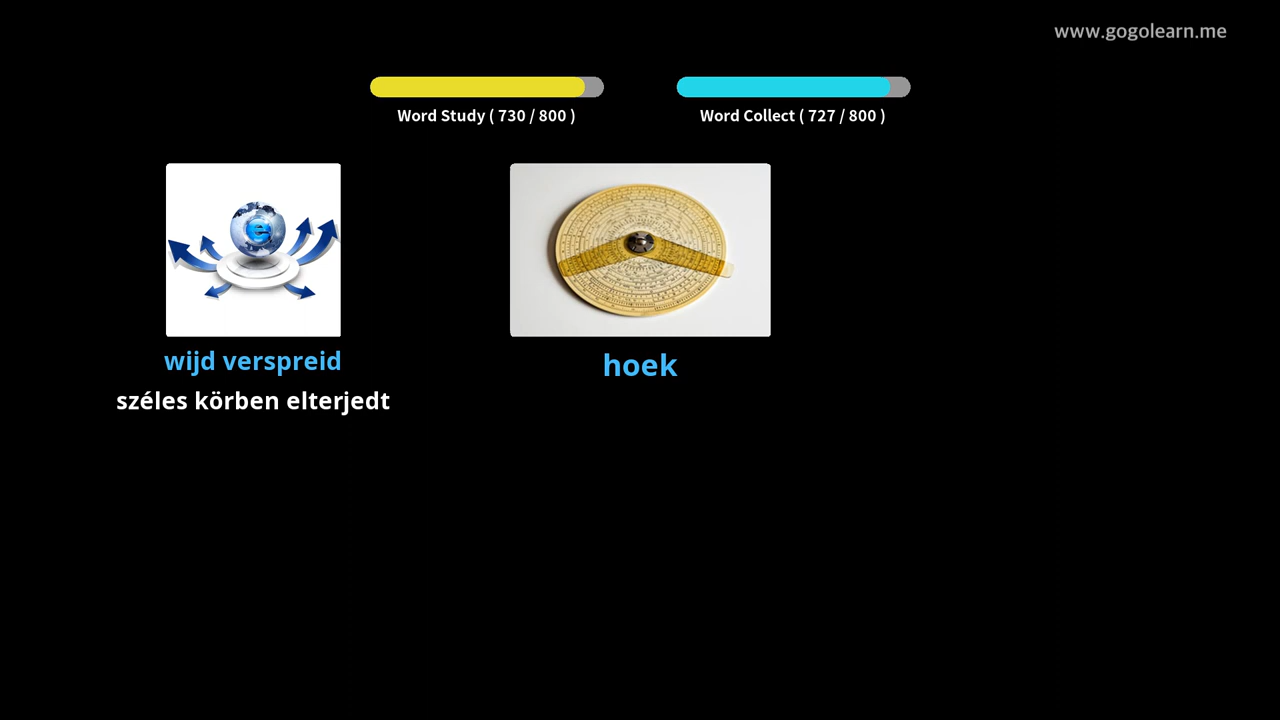 www.gogolearn.me
Word Study ( 730 / 800 )
Word Collect ( 727 / 800 )
e
wijd verspreid
széles körben elterjedt
hoek